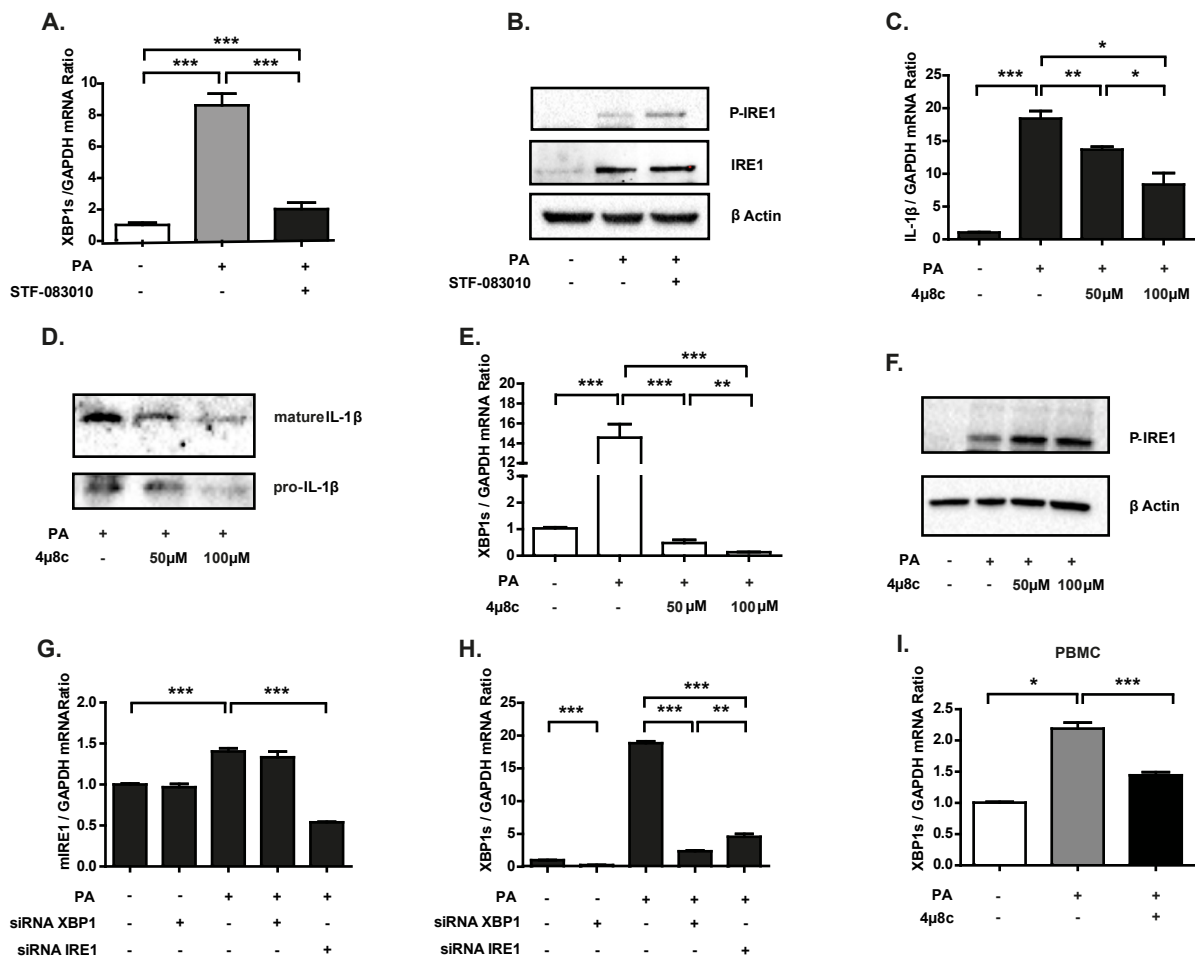 A.
***
***
***
XBP1s /GAPDH mRNA Ratio
10
8
6
4
2
0
PA - + +
STF-083010 - - +
B.
P-IRE1
IRE1
β Actin
PA - + +
STF-083010 - - +
C.
*
*** ** *
IL-1β / GAPDH mRNA Ratio
25
20
15
10
5
0
PA - + + +
4µ8c - - 50µM 100µM
D.
mature IL-1β
pro-IL-1β
PA + + +
4µ8c - 50µM 100µM
E.
***
*** *** **
XBP1s / GAPDH mRNA Ratio
20
18
16
14
12
3
2
1
0
PA - + + +
4µ8c - - 50 µM 100µM
F.
P-IRE1
β Actin
PA - + + +
4µ8c - - 50µM 100µM
G.
*** ***
mIRE1 / GAPDH mRNA Ratio
2.0
1.5
1.0
0.5
0.0
PA - - + + +
siRNA XBP1 - + - + -
siRNA IRE1 - - - - +
H.
***
*** *** **
XBP1s / GAPDH mRNA Ratio
25
20
15
10
5
0
PA - - + + +
siRNA XBP1 - + - + -
siRNA IRE1 - - - - +
I.
PBMC
* ***
XBP1s / GAPDH mRNA Ratio
2.5
2.0
1.5
1.0
0.5
0.0
PA - + +
4µ8c - - +